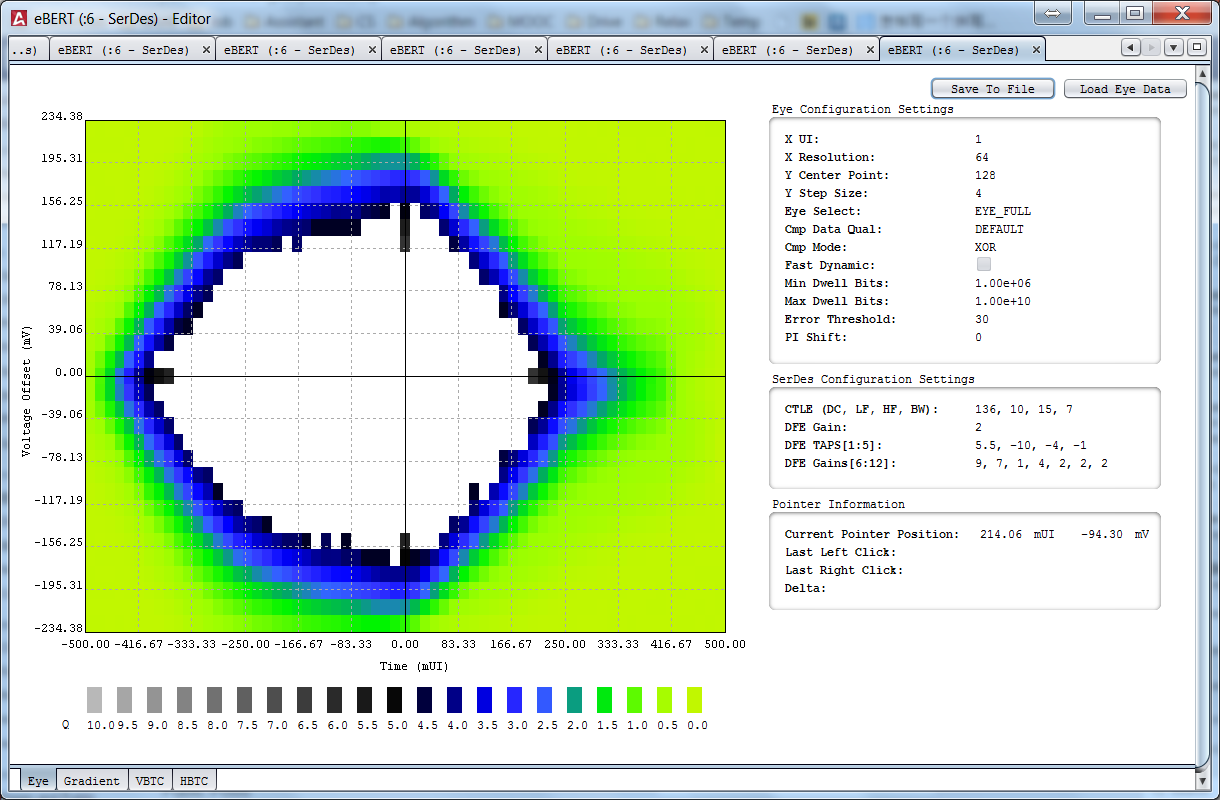 eBERT (:6 - SerDes) - Editor
..s) eBERT (:6 - SerDes) eBERT (:6 - SerDes) eBERT (:6 - SerDes) eBERT (:6 - SerDes) eBERT (:6 - SerDes) eBERT (:6 - SerDes)
Save To File Load Eye Data
234.38
195.31
156.25
117.19
78.13
39.06
0.00
-39.06
-78.13
-117.19
-156.25
-195.31
-234.38
Voltage Offset (mV)
-500.00 -416.67 -333.33 -250.00 -166.67 -83.33 0.00 83.33 166.67 250.00 333.33 416.67 500.00
Time (mUI)
Q 10.0 9.5 9.0 8.5 8.0 7.5 7.0 6.5 6.0 5.5 5.0 4.5 4.0 3.5 3.0 2.5 2.0 1.5 1.0 0.5 0.0
Eye Configuration Settings
X UI: 1
X Resolution: 64
Y Center Point: 128
Y Step Size: 4
Eye Select: EYE_FULL
Cmp Data Qual: DEFAULT
Cmp Mode: XOR
Fast Dynamic:
Min Dwell Bits: 1.00e+06
Max Dwell Bits: 1.00e+10
Error Threshold: 30
PI Shift: 0
SerDes Configuration Settings
CTLE (DC, LF, HF, BW): 136, 10, 15, 7
DFE Gain: 2
DFE TAPS[1:5]: 5.5, -10, -4, -1
DFE Gains[6:12]: 9, 7, 1, 4, 2, 2, 2
Pointer Information
Current Pointer Position: 214.06 mUI -94.30 mV
Last Left Click:
Last Right Click:
Delta:
Eye Gradient VBTC HBTC